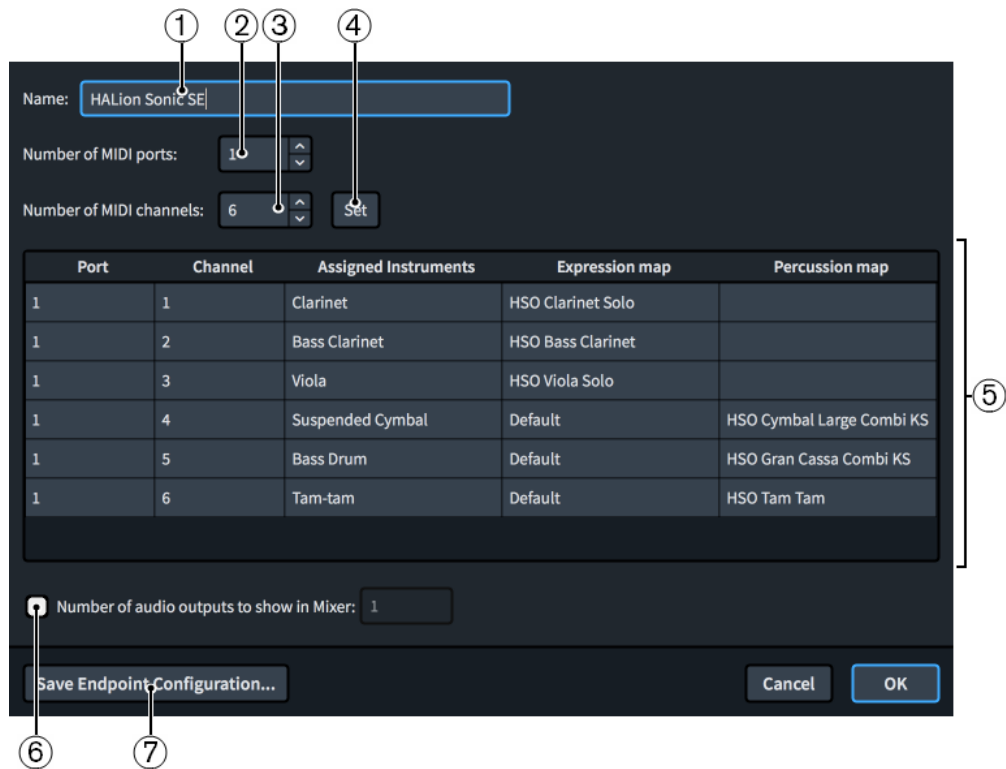 ① ② ③ ④
Name: HALion Sonic SE
Number of MIDI ports: 1
Number of MIDI channels: 6 Set
Port Channel Assigned Instruments Expression map Percussion map
1 1 Clarinet HSO Clarinet Solo
1 2 Bass Clarinet HSO Bass Clarinet
1 3 Viola HSO Viola Solo
⑤
1 4 Suspended Cymbal Default HSO Cymbal Large Combi KS
1 5 Bass Drum Default HSO Gran Cassa Combi KS
1 6 Tam-tam Default HSO Tam Tam
Number of audio outputs to show in Mixer: 1
Save Endpoint Configuration... Cancel OK
⑥ ⑦